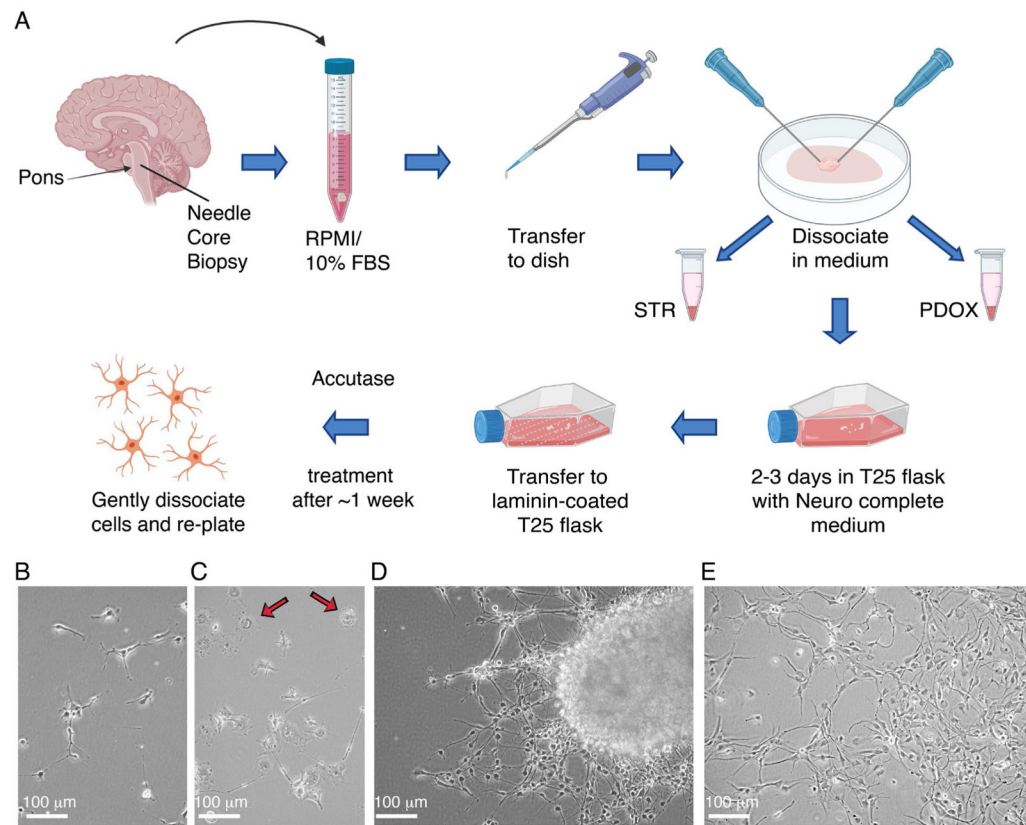 A
Pons
Needle
Core
Biopsy
RPMI/
10% FBS
Transfer
to dish
Dissociate
in medium
STR
PDOX
Accutase
treatment
after ~1 week
Gently dissociate
cells and re-plate
Transfer to
laminin-coated
T25 flask
2-3 days in T25 flask
with Neuro complete
medium
B
C
D
E
100 μm
100 μm
100 μm
100 μm